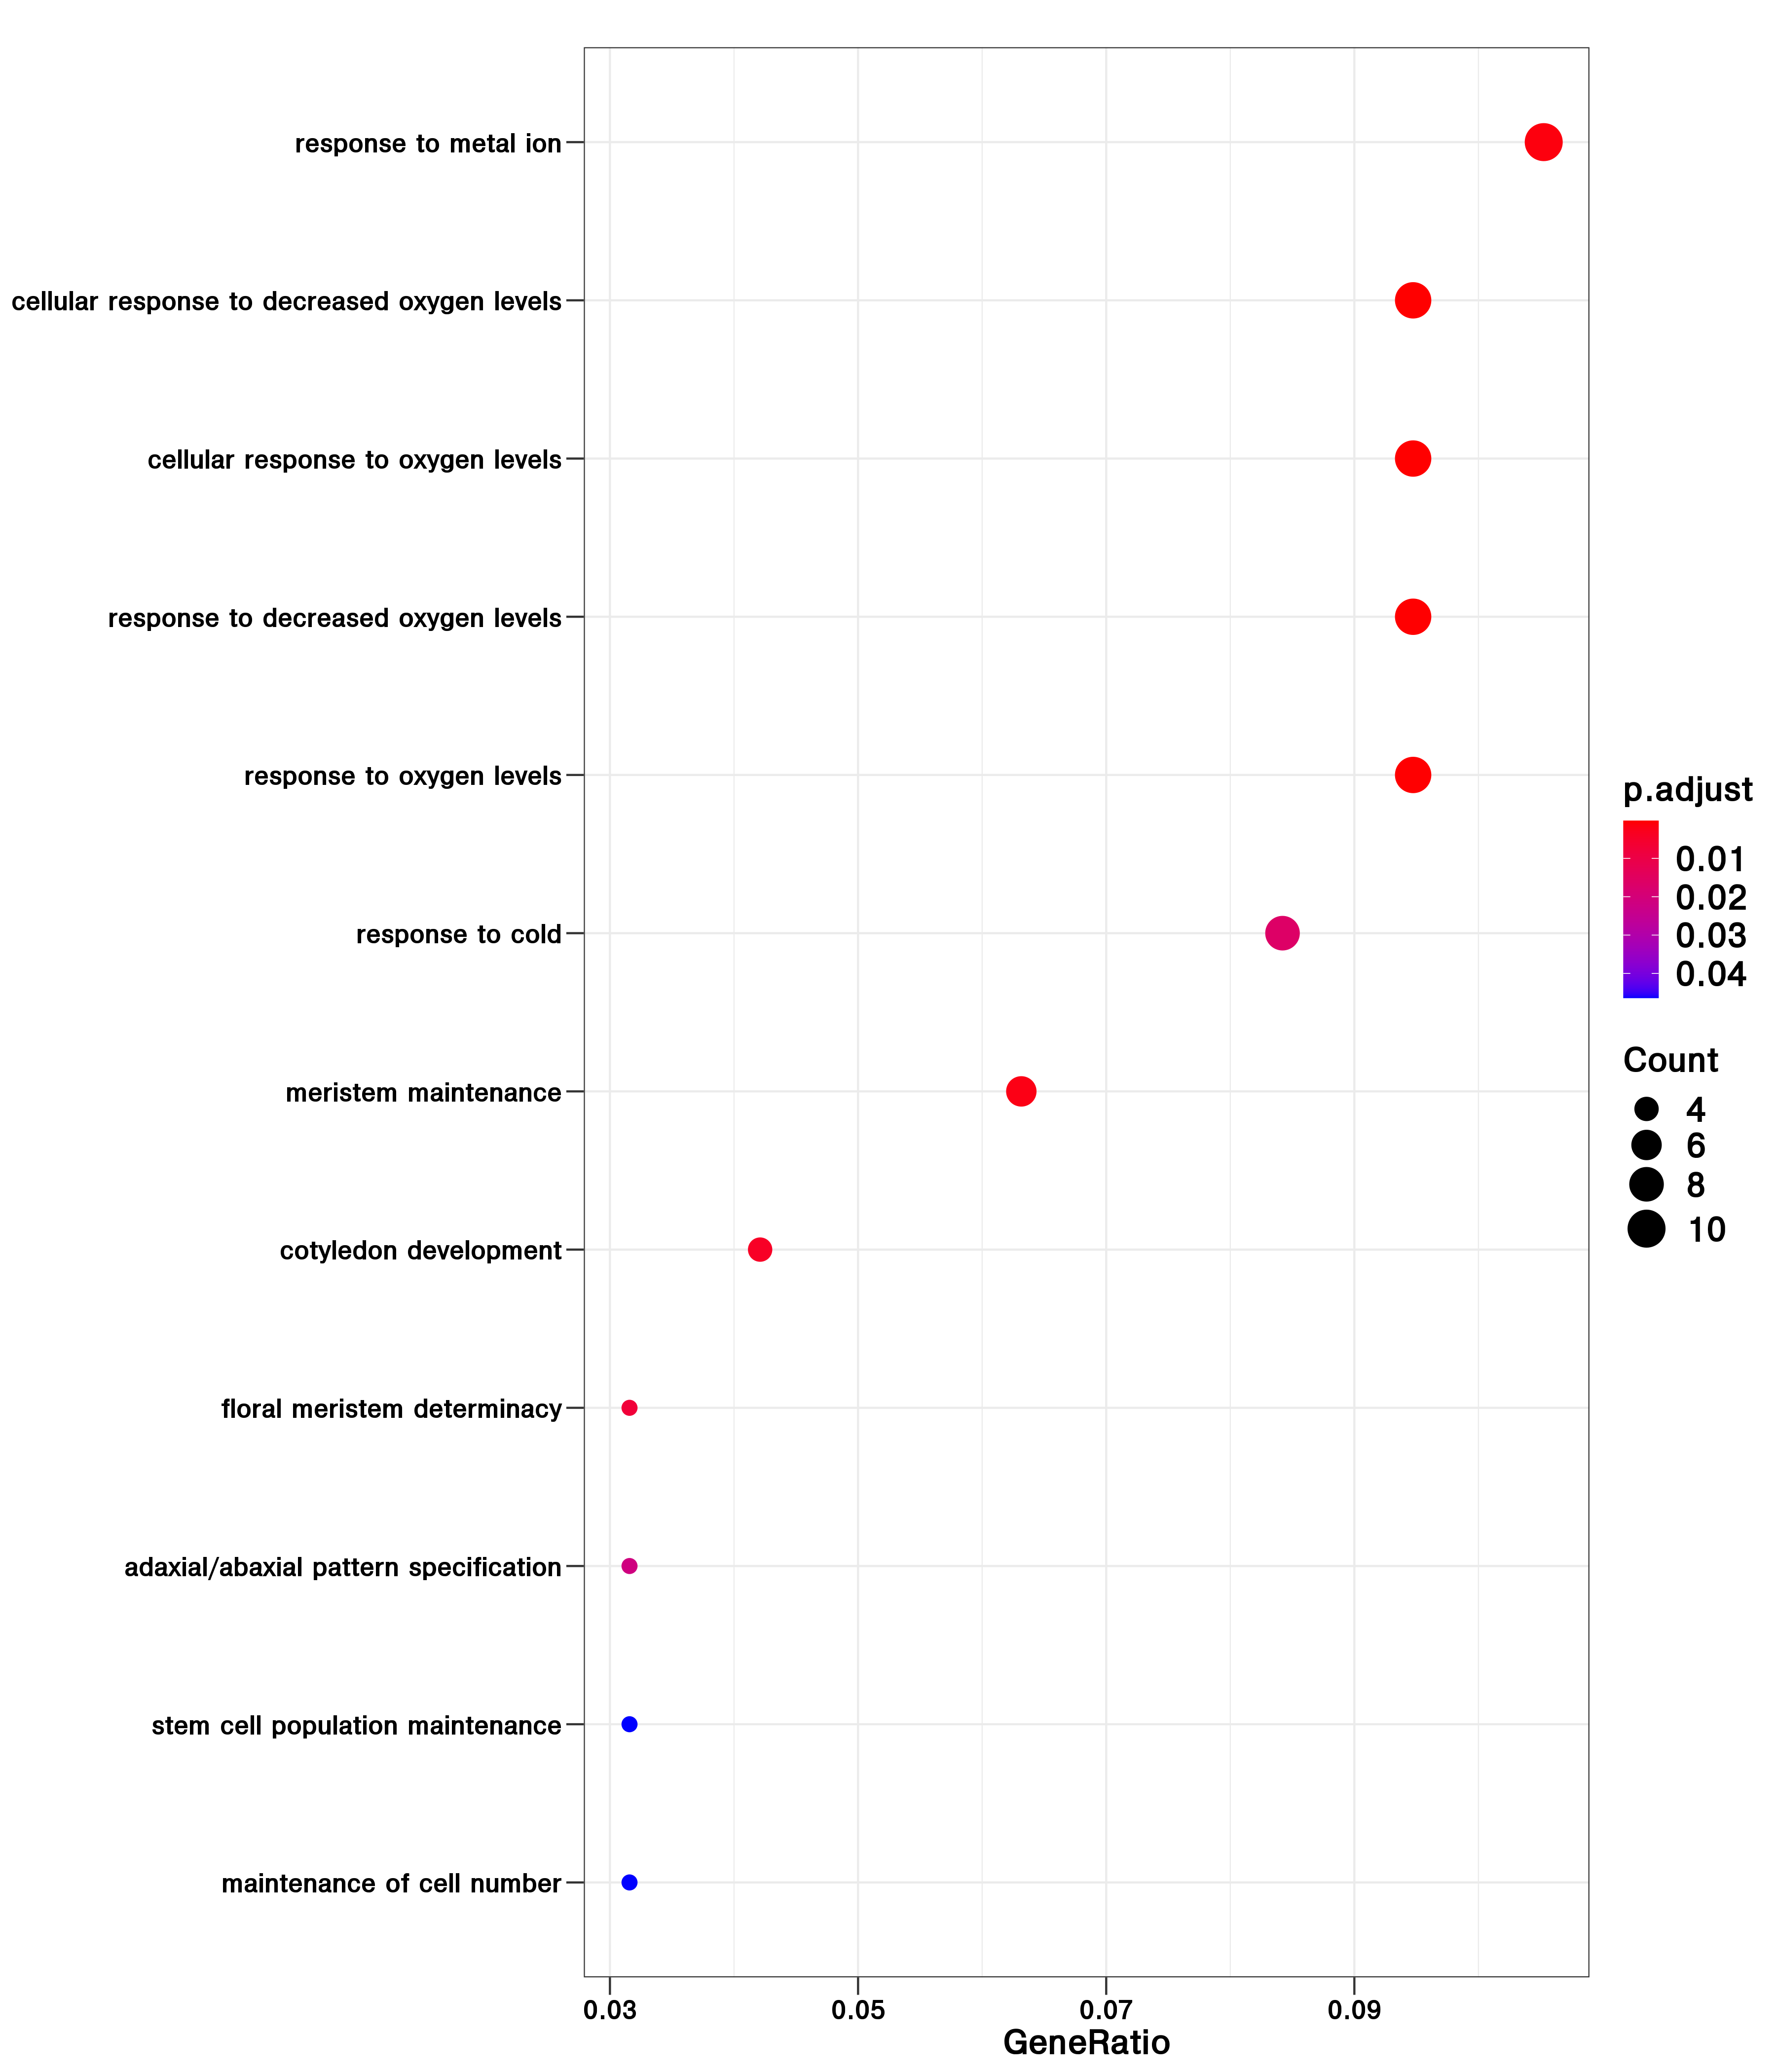 response to metal ion
cellular response to decreased oxygen levels
cellular response to oxygen levels
response to decreased oxygen levels
response to oxygen levels
response to cold
meristem maintenance
cotyledon development
floral meristem determinacy
adaxial/abaxial pattern specification
stem cell population maintenance
maintenance of cell number
0.03 0.05 0.07 0.09
GeneRatio
p.adjust
0.01
0.02
0.03
0.04
Count
4
6
8
10